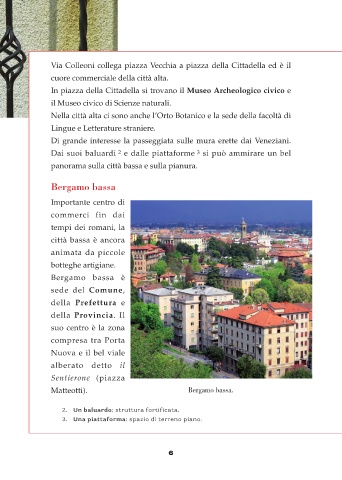 Via Colleoni collega piazza Vecchia a piazza della Cittadella ed è il
cuore commerciale della città alta.
In piazza della Cittadella si trovano il Museo Archeologico civico e
il Museo civico di Scienze naturali.
Nella città alta ci sono anche l'Orto Botanico e la sede della facoltà di
Lingue e Letterature straniere.
Di grande interesse la passeggiata sulle mura erette dai Veneziani.
Dai suoi baluardi 2 e dalle piattaforme 3 si può ammirare un bel
panorama sulla città bassa e sulla pianura.
Bergamo bassa
Importante centro di
commerci fin dai
tempi dei romani, la
città bassa è ancora
animata da piccole
botteghe artigiane.
Bergamo bassa è
sede del Comune,
della Prefettura e
della Provincia. Il
suo centro è la zona
compresa tra Porta
Nuova e il bel viale
alberato detto il
Sentierone (piazza
Matteotti).
Bergamo bassa.
2. Un baluardo: struttura fortificata.
3. Una piattaforma: spazio di terreno piano.
6